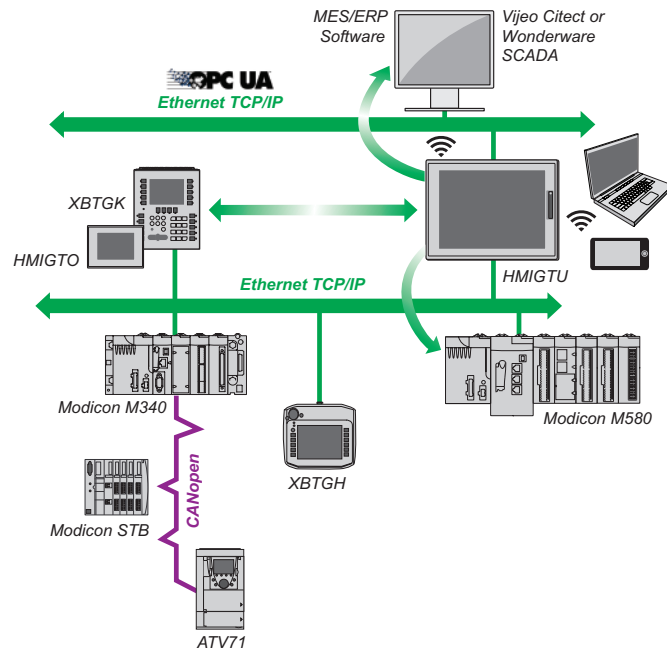 MES/ERP
Software
Vijeo Citect or
Wonderware
SCADA
OPC UA
Ethernet TCP/IP
XBTGK
HMIGTO
HMIGTU
Ethernet TCP/IP
Modicon M340
Modicon M580
XBTGH
CANopen
Modicon STB
ATV71